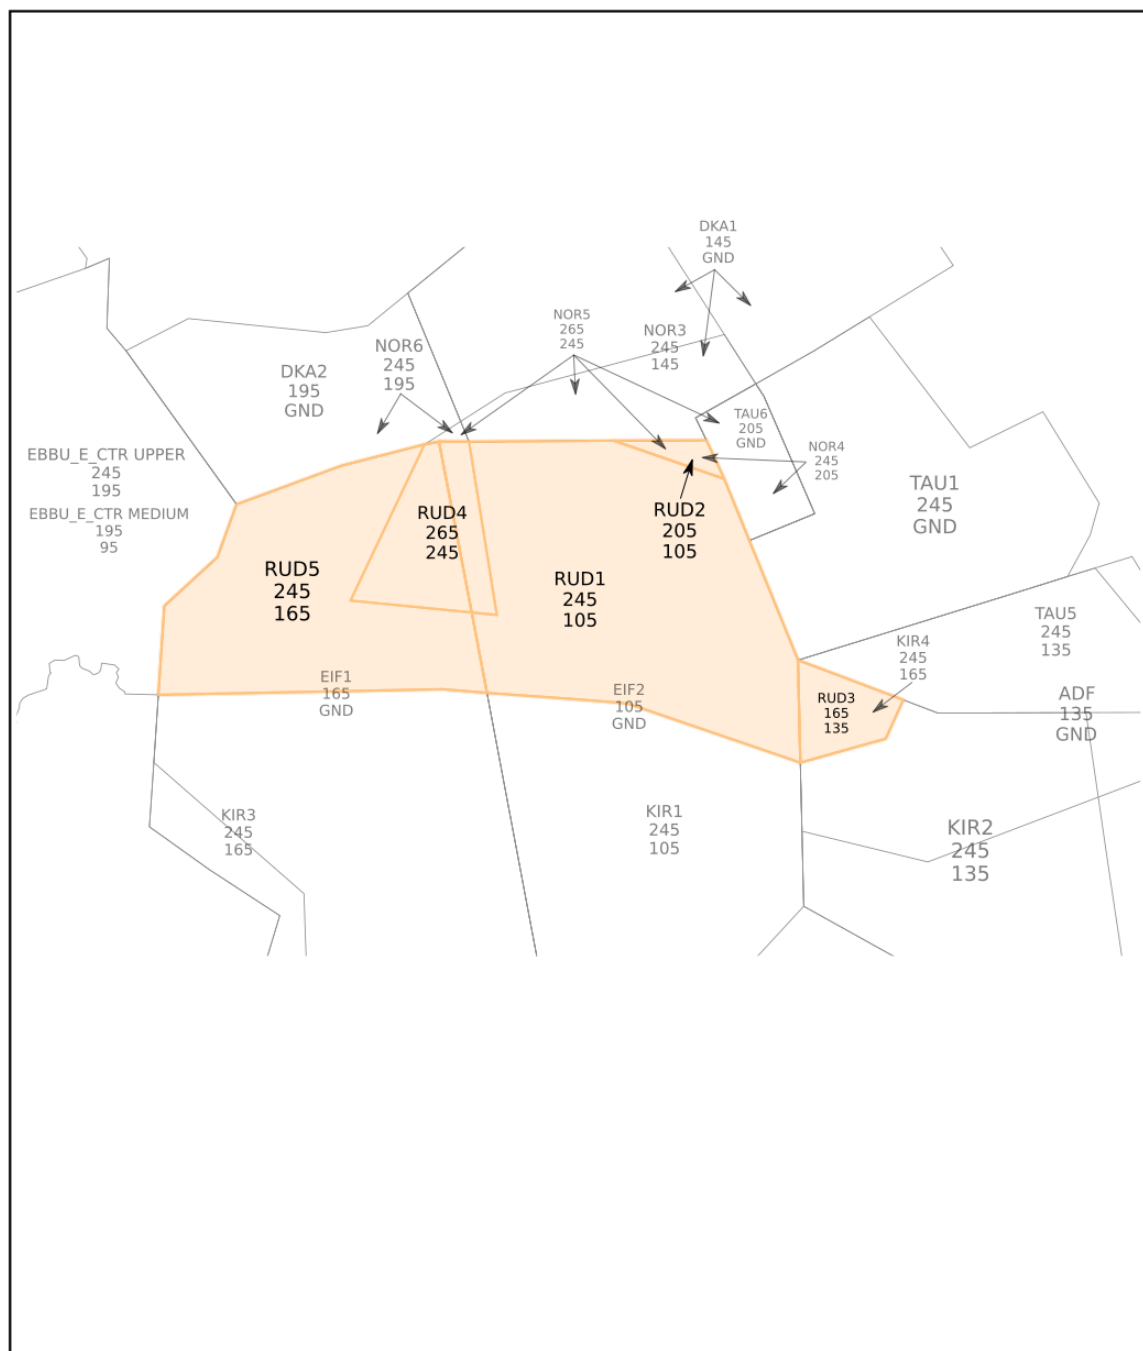 DKA1
145
GND
NOR5
265
245
NOR3
245
145
NOR6
245
195
DKA2
195
GND
TAU6
205
GND
NOR4
245
205
EBBU_E_CTR UPPER
245
195
EBBU_E_CTR MEDIUM
195
95
TAU1
245
GND
RUD4
265
245
RUD2
205
105
RUD5
245
165
RUD1
245
105
TAU5
245
135
KIR4
245
165
EIF1
165
GND
EIF2
105
GND
RUD3
165
135
ADF
135
GND
KIR3
245
165
KIR1
245
105
KIR2
245
135